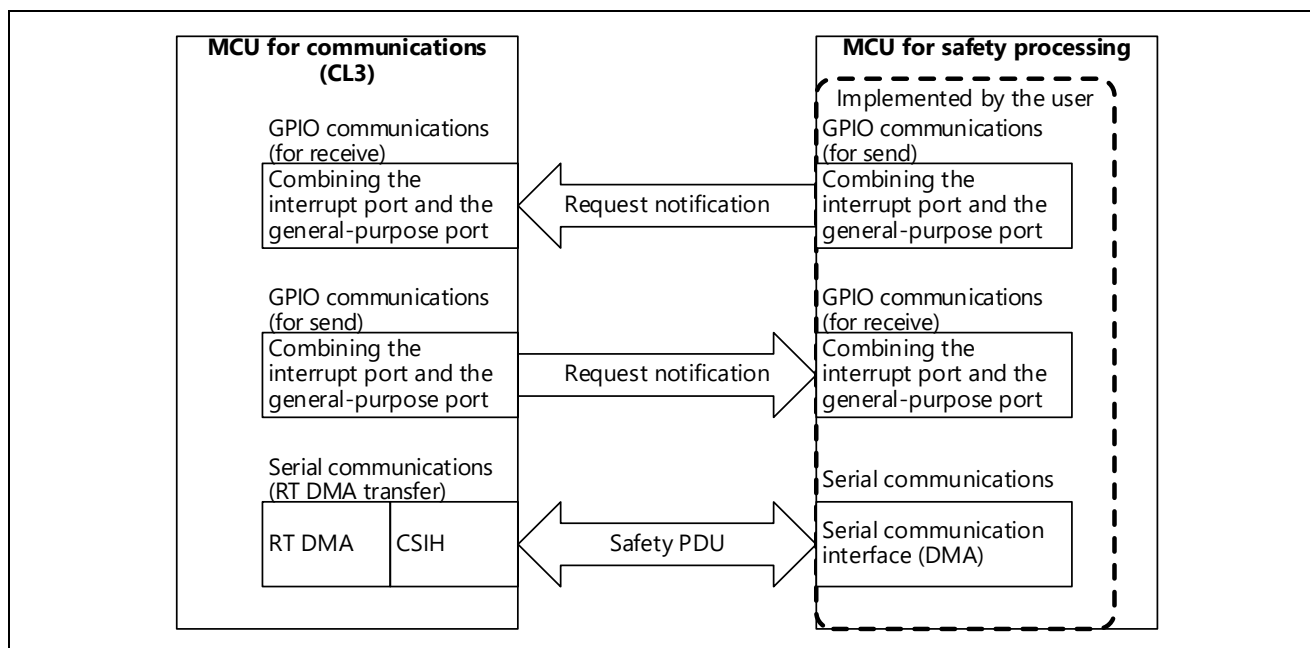 MCU for communications
(CL3)
GPIO communications
(for receive)
Combining the
interrupt port and the
general-purpose port
GPIO communications
(for send)
Combining the
interrupt port and the
general-purpose port
Serial communications
(RT DMA transfer)
RT DMA
CSIH
Request notification
Request notification
Safety PDU
MCU for safety processing
Implemented by the user
GPIO communications
(for send)
Combining the
interrupt port and the
general-purpose port
GPIO communications
(for receive)
Combining the
interrupt port and the
general-purpose port
Serial communications
Serial communication
interface (DMA)